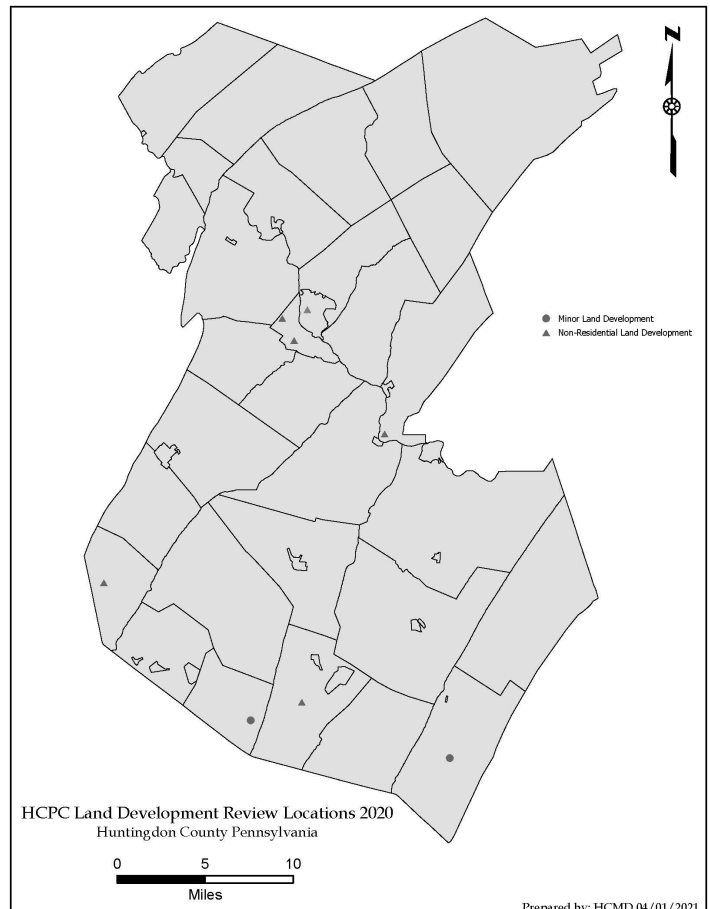 N
Minor Land Development
Non-Residential Land Development
HCPC Land Development Review Locations 2020
Huntingdon County Pennsylvania
0 5 10
Miles
Prepared by: HCMD 04/01/2021